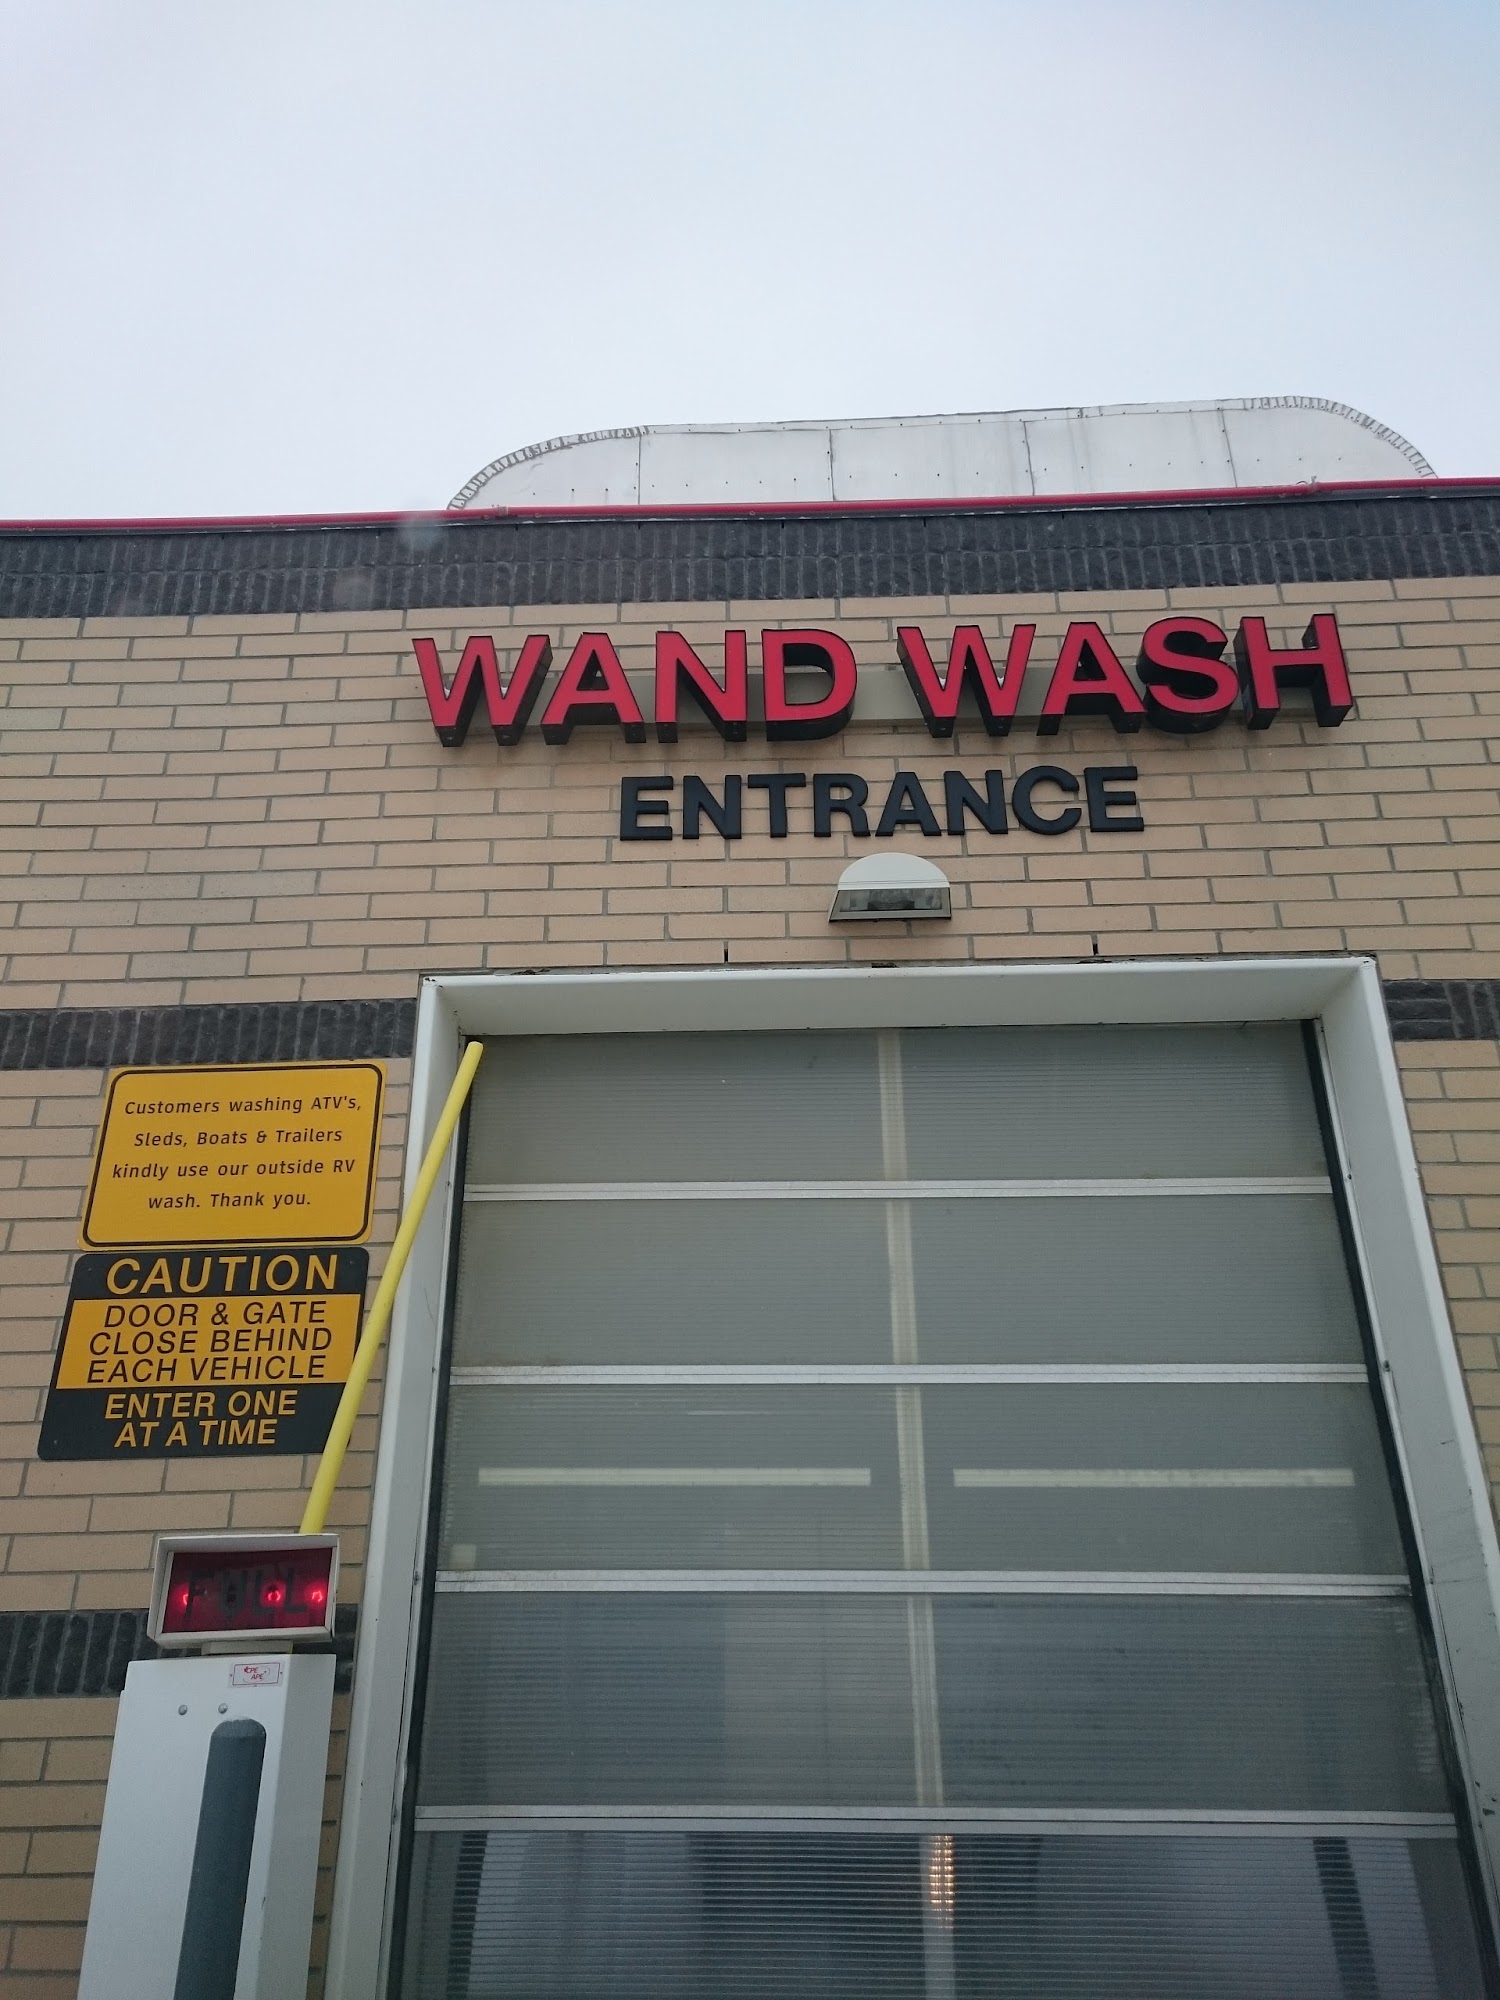 WAND WASH
ENTRANCE
Customers washing ATV's,
Sleds, Boats & Trailers
kindly use our outside RV
wash. Thank you.
CAUTION
DOOR & GATE
CLOSE BEHIND
EACH VEHICLE
ENTER ONE
AT A TIME
FULL